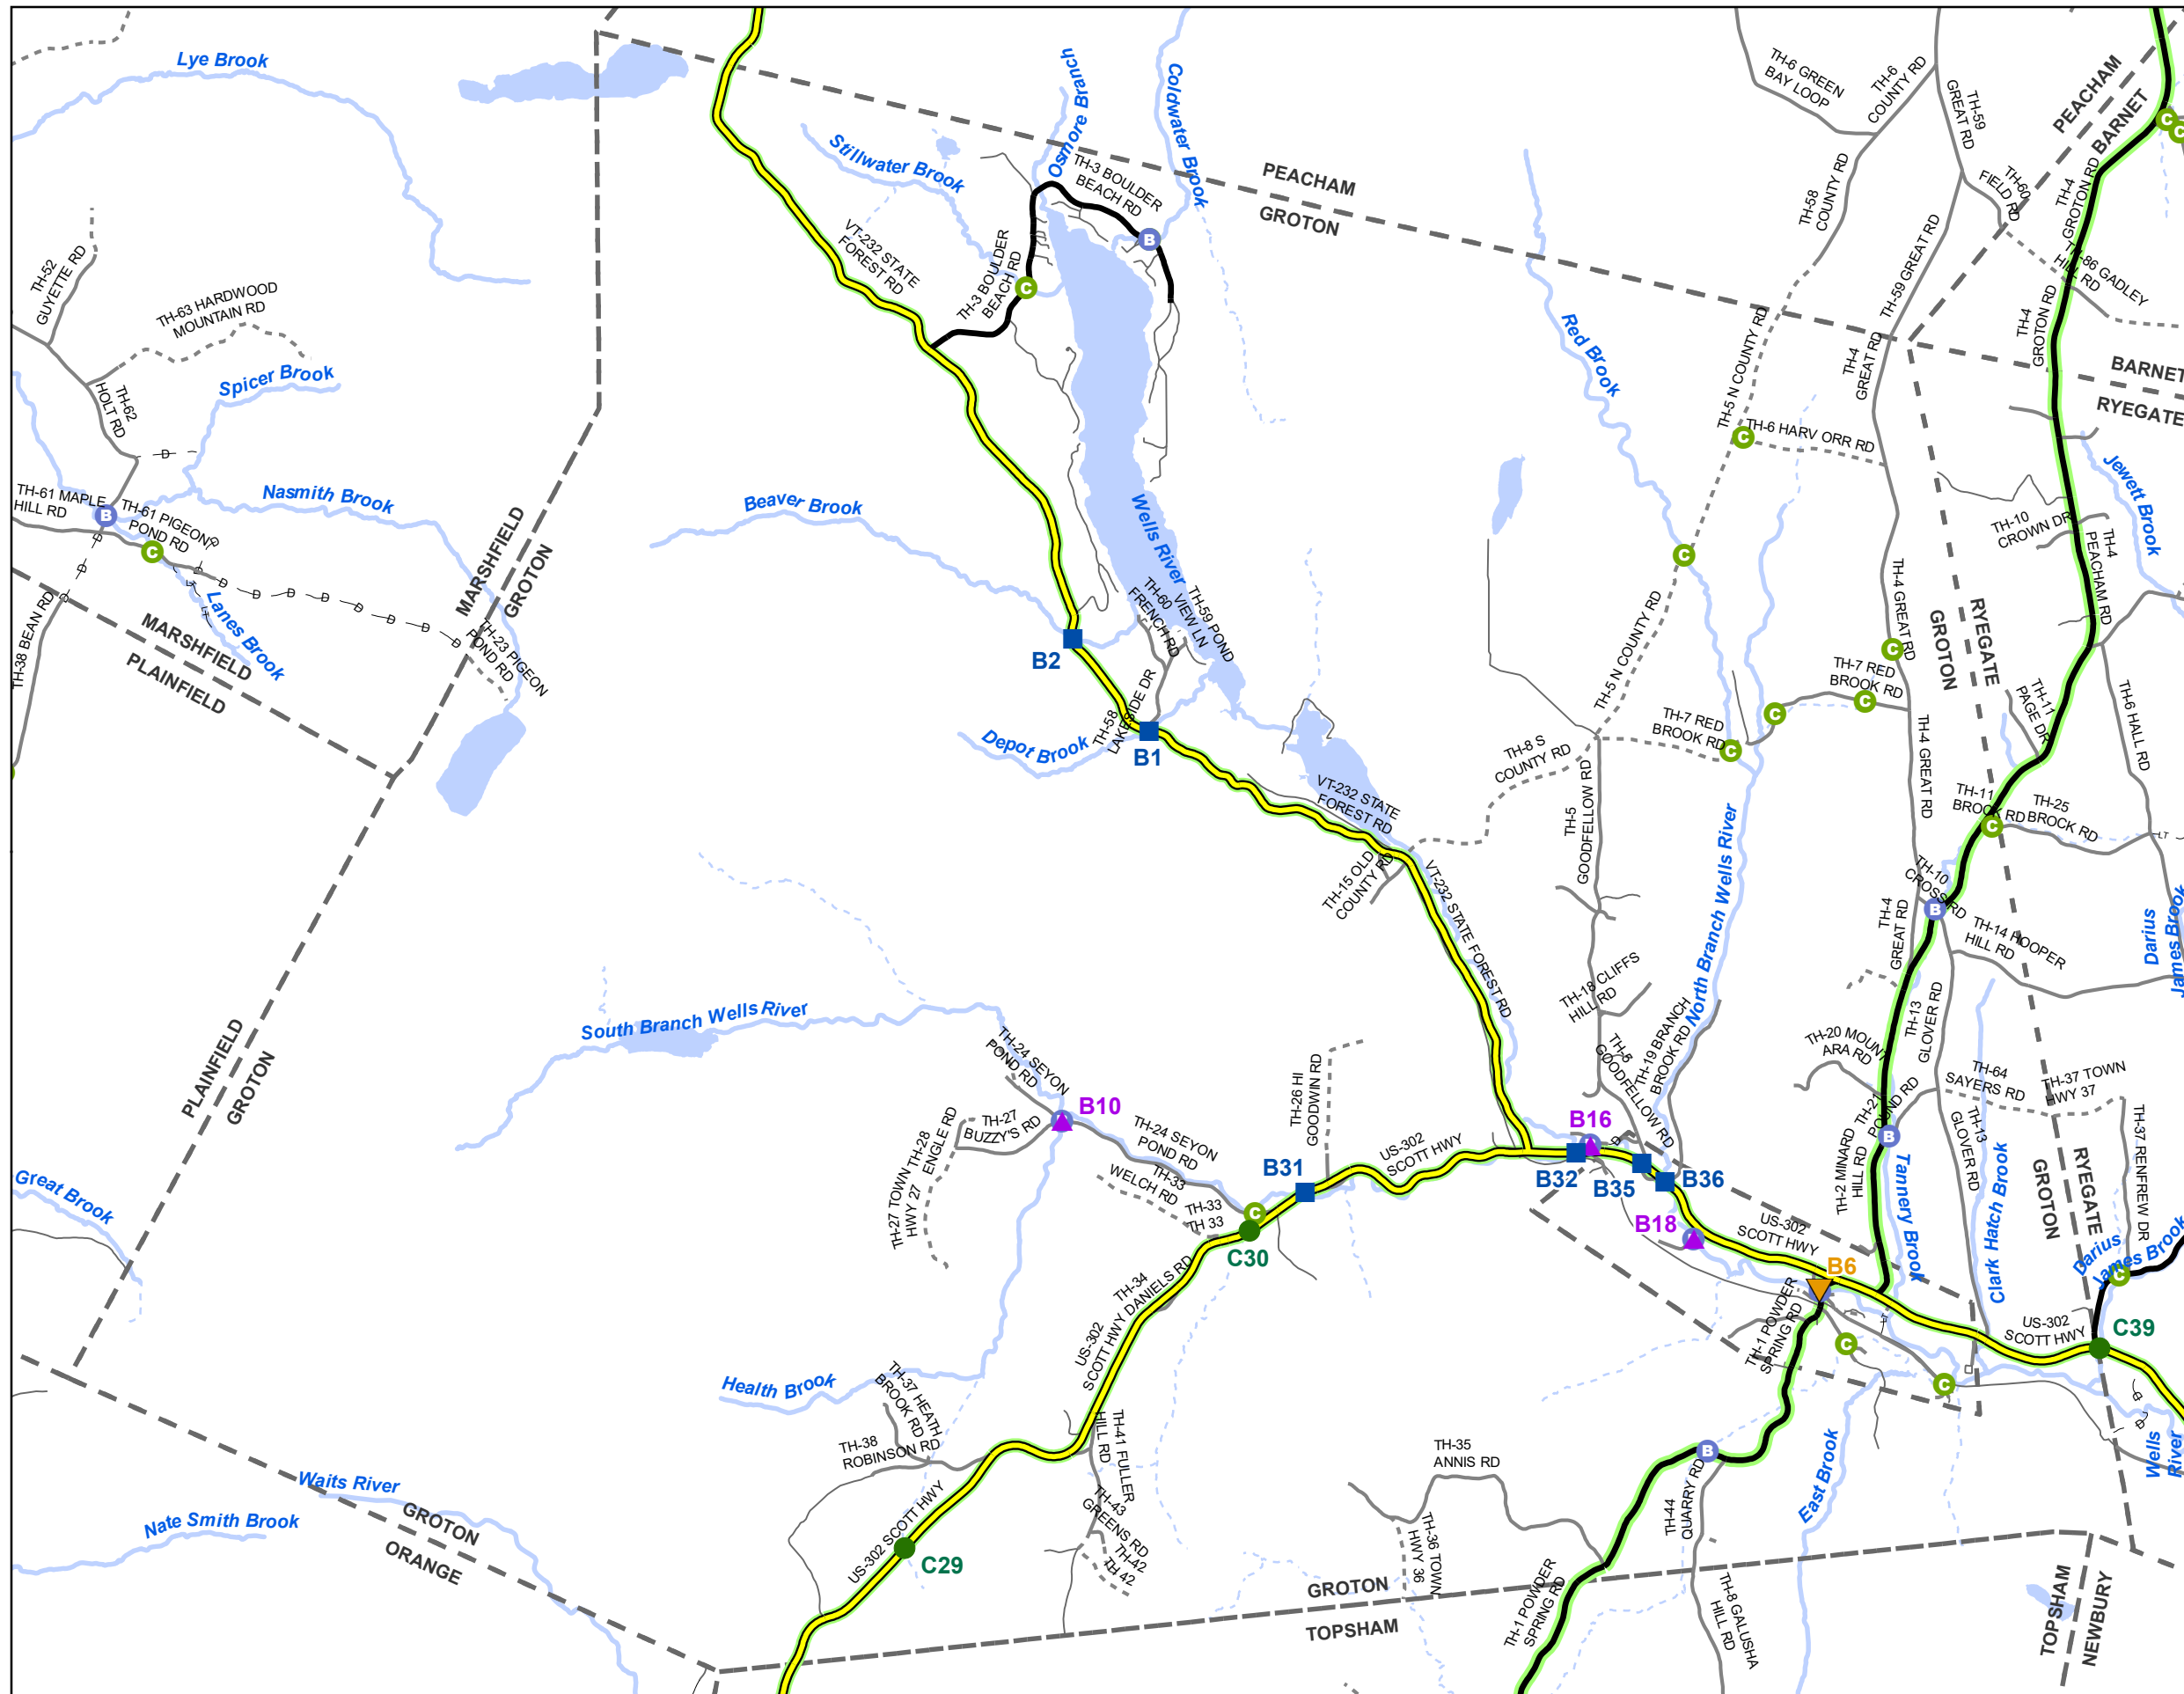 Lye Brook
Osmore Branch
Coldwater Brook
Stillwater Brook
TH-3 BOULDER
BEACH RD
PEACHAM
GROTON
TH-6 GREEN
BAY LOOP
TH-6
COUNTY RD
TH-59
GREAT RD
PEACHAM
BARNET
TH-60
FIELD RD
TH-58
COUNTY RD
TH-4
GROTON RD
TH-86 GADLEY
HILL RD
TH-52
GUYETTE RD
TH-63 HARDWOOD
MOUNTAIN RD
VT-232 STATE
FOREST RD
TH-3 BOULDER
BEACH RD
B
C
C
C
TH-59 GREAT RD
TH-4
GROTON RD
TH-4
GREAT RD
BARNET
RYEGATE
Red Brook
TH-5 N COUNTY RD
TH-6 HARV ORR RD
C
Spicer Brook
TH-62
HOLT RD
D
Nasmith Brook
TH-61 MAPLE
HILL RD
B
TH-61 PIGEON
POND RD
C
Lanes Brook
MARSHFIELD
GROTON
Beaver Brook
Wells River
TH-10
CROWN DR
TH-4
PEACHAM RD
Jewett Brook
C
TH-38 BEAN RD
D
D
D
D
D
D
D
D
D
D
D
D
LT
LT
MARSHFIELD
PLAINFIELD
TH-23 PIGEON
POND RD
B2
TH-60
FRENCH RD
TH-59 POND
VIEW LN
TH-58
LAKESIDE DR
Depot Brook
B1
TH-5 N COUNTY RD
TH-4 GREAT RD
C
GROTON
RYEGATE
TH-7 RED
BROOK RD
C
C
TH-7 RED
BROOK RD
C
TH-8 S
COUNTY RD
TH-11
PAGE DR
TH-6 HALL RD
TH-4 GREAT RD
VT-232 STATE
FOREST RD
TH-5
GOODFELLOW RD
TH-11
BROCK RD
TH-25
BROCK RD
C
LT
TH-15 OLD
COUNTY RD
VT-232 STATE FOREST RD
North Branch Wells River
TH-10
CROSS RD
B
TH-4
GREAT RD
TH-14 HOOPER
HILL RD
Darius
James Brook
TH-18 CLIFFS
HILL RD
South Branch Wells River
PLAINFIELD
GROTON
TH-24 SEYON
POND RD
B10
TH-27
BUZZY'S RD
TH-28
ENGLE RD
TH-27 TOWN
HWY 27
TH-24 SEYON
POND RD
TH-33
WELCH RD
TH-33
TH 33
C
C30
TH-26 HI
GOODWIN RD
B31
US-302
SCOTT HWY
TH-5
GOODFELLOW RD
TH-19 BRANCH
BROOK RD
B16
D
B32
B35
B36
B18
TH-13
GLOVER RD
TH-20 MOUNT
ARA RD
TH-64
SAYERS RD
TH-37 TOWN
HWY 37
TH-21
POUND RD
B
TH-13
GLOVER RD
TH-2 MINARD
HILL RD
Tannery Brook
Clark Hatch Brook
GROTON
RYEGATE
TH-37 RENFREW DR
Darius
James Brook
C
Great Brook
US-302
SCOTT HWY
B6
TH-1 POWDER
SPRING RD
C
LT
C
US-302
SCOTT HWY
C39
D
D
Wells
River
TH-34
DANIELS RD
US-302
SCOTT HWY
Health Brook
TH-37 HEATH
BROOK RD
TH-38
ROBINSON RD
TH-41 FULLER
HILL RD
TH-43
GREENS RD
TH-42
TH 42
US-302 SCOTT HWY
C29
Waits River
Nate Smith Brook
GROTON
ORANGE
TH-35
ANNIS RD
TH-36 TOWN
HWY 36
B
TH-44
QUARRY RD
East Brook
GROTON
TOPSHAM
TH-1 POWDER
SPRING RD
TH-8 GALUSHA
HILL RD
TOPSHAM
NEWBURY